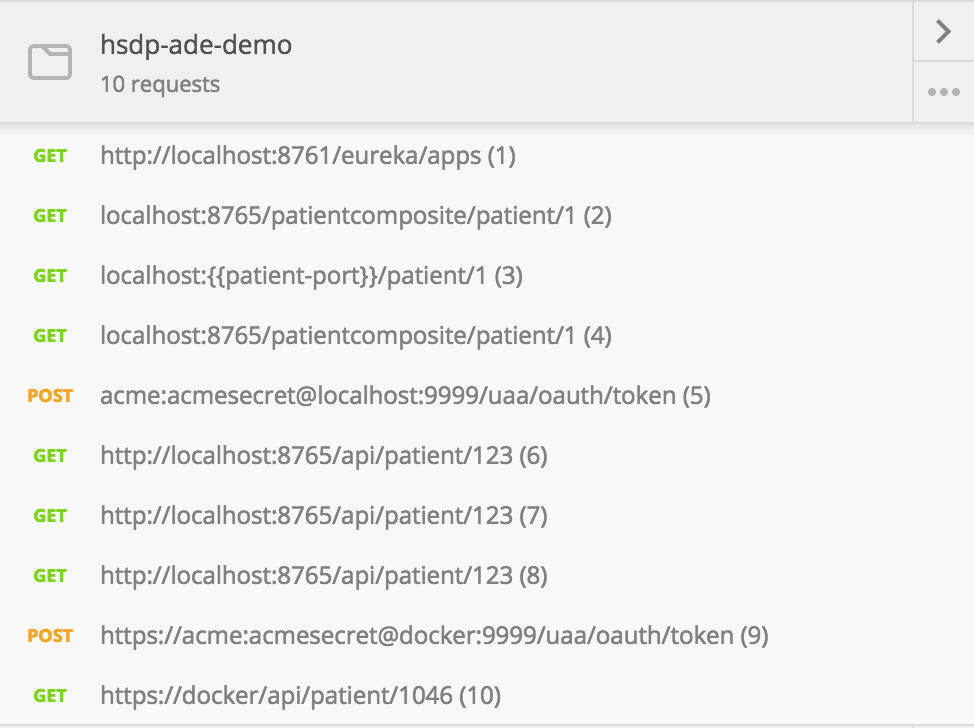 hsdp-ade-demo
10 requests
GET http://localhost:8761/eureka/apps (1)
GET localhost:8765/patientcomposite/patient/1 (2)
GET localhost:{{patient-port}}/patient/1 (3)
GET localhost:8765/patientcomposite/patient/1 (4)
POST acme:acmesecret@localhost:9999/uaa/oauth/token (5)
GET http://localhost:8765/api/patient/123 (6)
GET http://localhost:8765/api/patient/123 (7)
GET http://localhost:8765/api/patient/123 (8)
POST https://acme:acmesecret@docker:9999/uaa/oauth/token (9)
GET https://docker/api/patient/1046 (10)